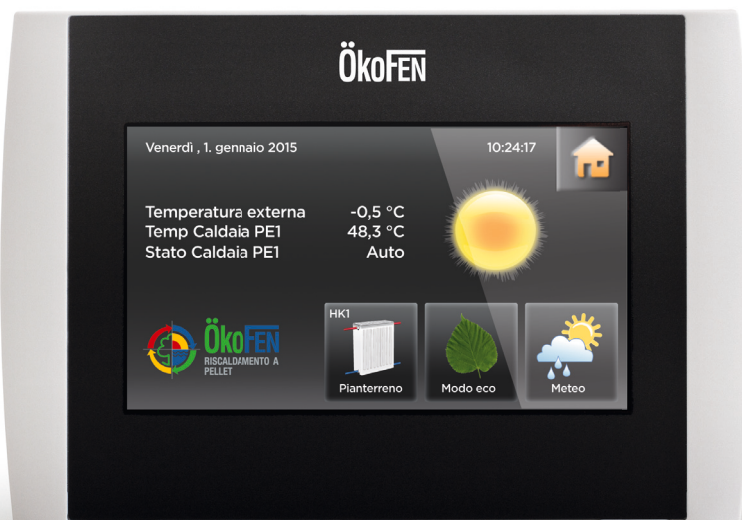 ÖkoFEN
Venerdì , 1. gennaio 2015 10:24:17
Temperatura externa -0,5 °C
Temp Caldaia PE1 48,3 °C
Stato Caldaia PE1 Auto
HK1
ÖkoFEN
RISCALDAMENTO A
PELLET
Pianterreno Modo eco Meteo